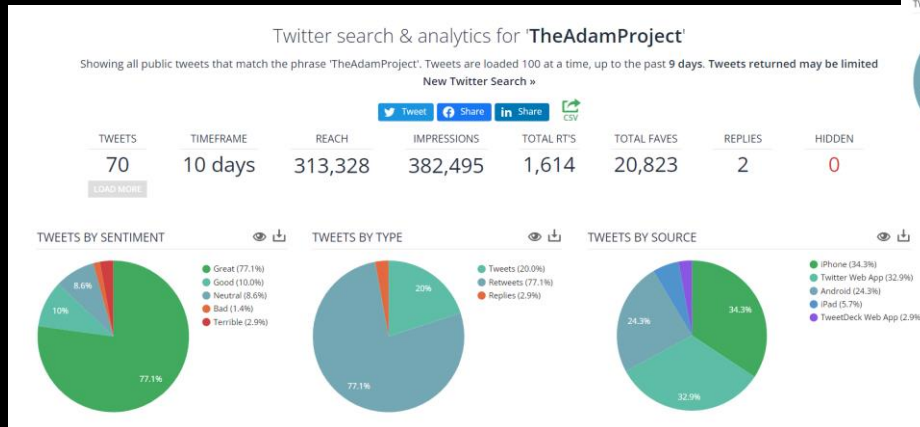 Twitter search & analytics for 'TheAdamProject'
Showing all public tweets that match the phrase 'TheAdamProject'. Tweets are loaded 100 at a time, up to the past 9 days. Tweets returned may be limited
New Twitter Search »
Tweet Share Share CSV
TWEETS TIMEFRAME REACH IMPRESSIONS TOTAL RT'S TOTAL FAVES REPLIES HIDDEN
70 10 days 313,328 382,495 1,614 20,823 2 0
LOAD MORE
TWEETS BY SENTIMENT
8.6%
10%
77.1%
Great (77.1%)
Good (10.0%)
Neutral (8.6%)
Bad (1.4%)
Terrible (2.9%)
TWEETS BY TYPE
20%
77.1%
Tweets (20.0%)
Retweets (77.1%)
Replies (2.9%)
TWEETS BY SOURCE
34.3%
24.3%
32.9%
iPhone (34.3%)
Twitter Web App (32.9%)
Android (24.3%)
iPad (5.7%)
TweetDeck Web App (2.9%